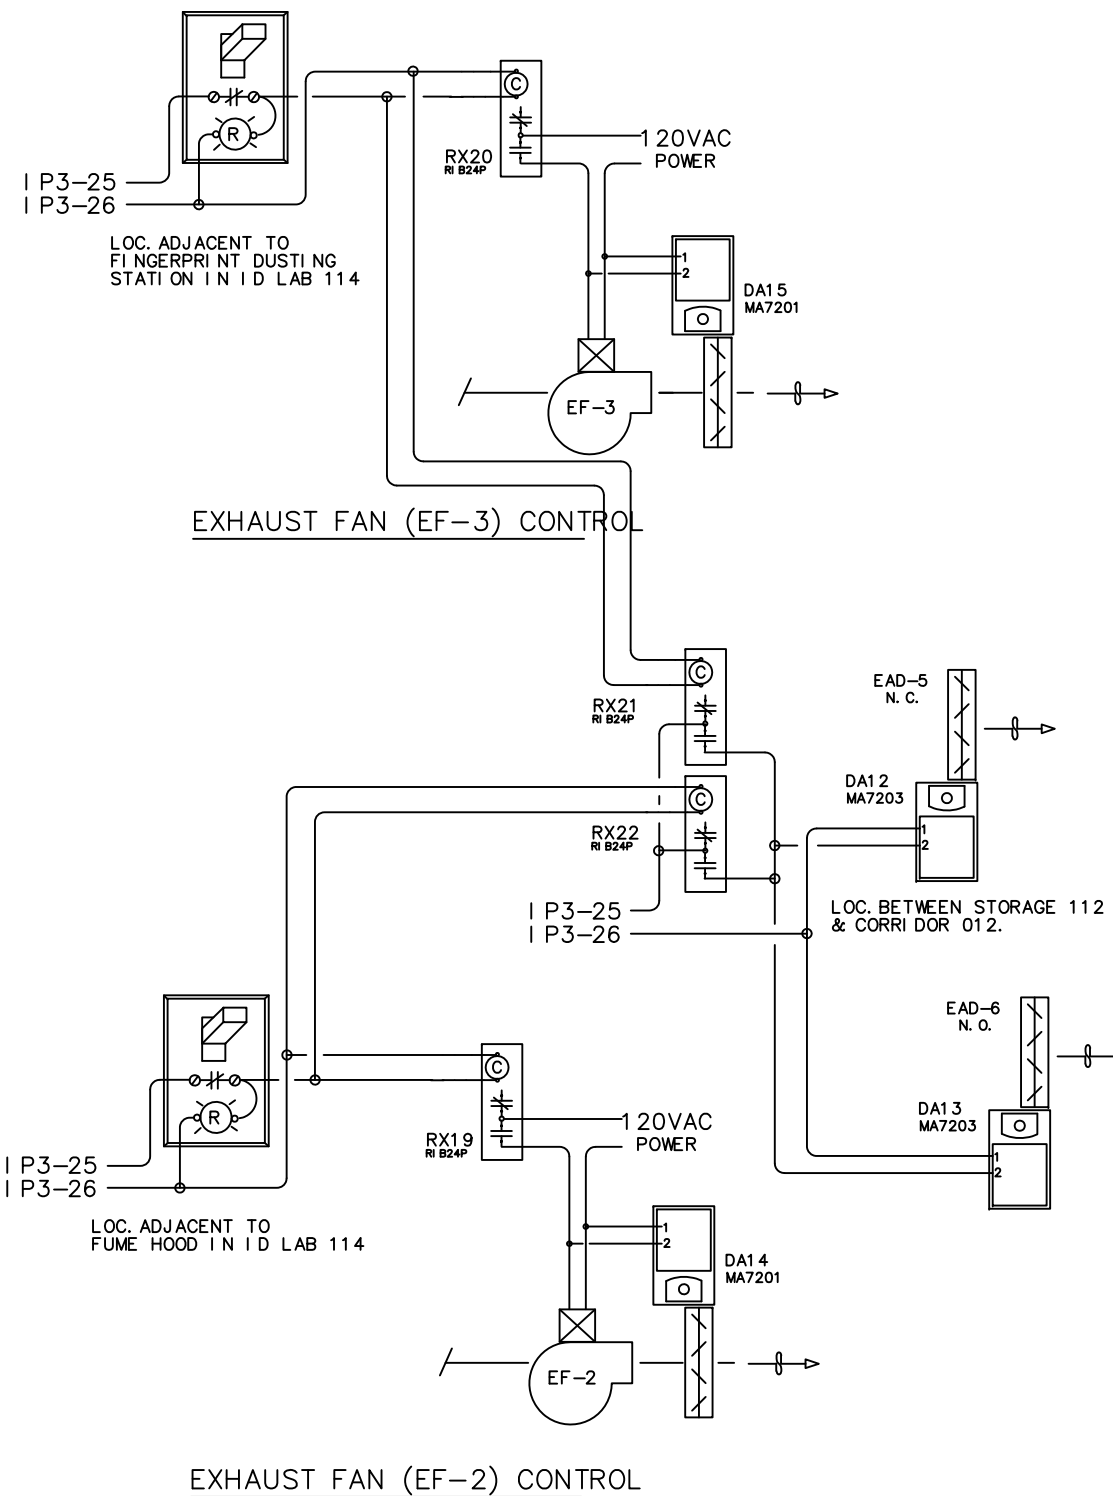 C
R
120VAC
POWER
RX20
RIB24P
IP3-25
IP3-26
LOC. ADJACENT TO
FINGERPRINT DUSTING
STATION IN ID LAB 114
1
2
DA15
MA7201
EF-3
EXHAUST FAN (EF-3) CONTROL
C
RX21
RIB24P
EAD-5
N.C.
C
RX22
RIB24P
DA12
MA7203
1
2
IP3-25
IP3-26
LOC. BETWEEN STORAGE 112
& CORRIDOR 012.
EAD-6
N.O.
C
R
120VAC
POWER
RX19
RIB24P
DA13
MA7203
1
2
IP3-25
IP3-26
LOC. ADJACENT TO
FUME HOOD IN ID LAB 114
1
2
DA14
MA7201
EF-2
EXHAUST FAN (EF-2) CONTROL